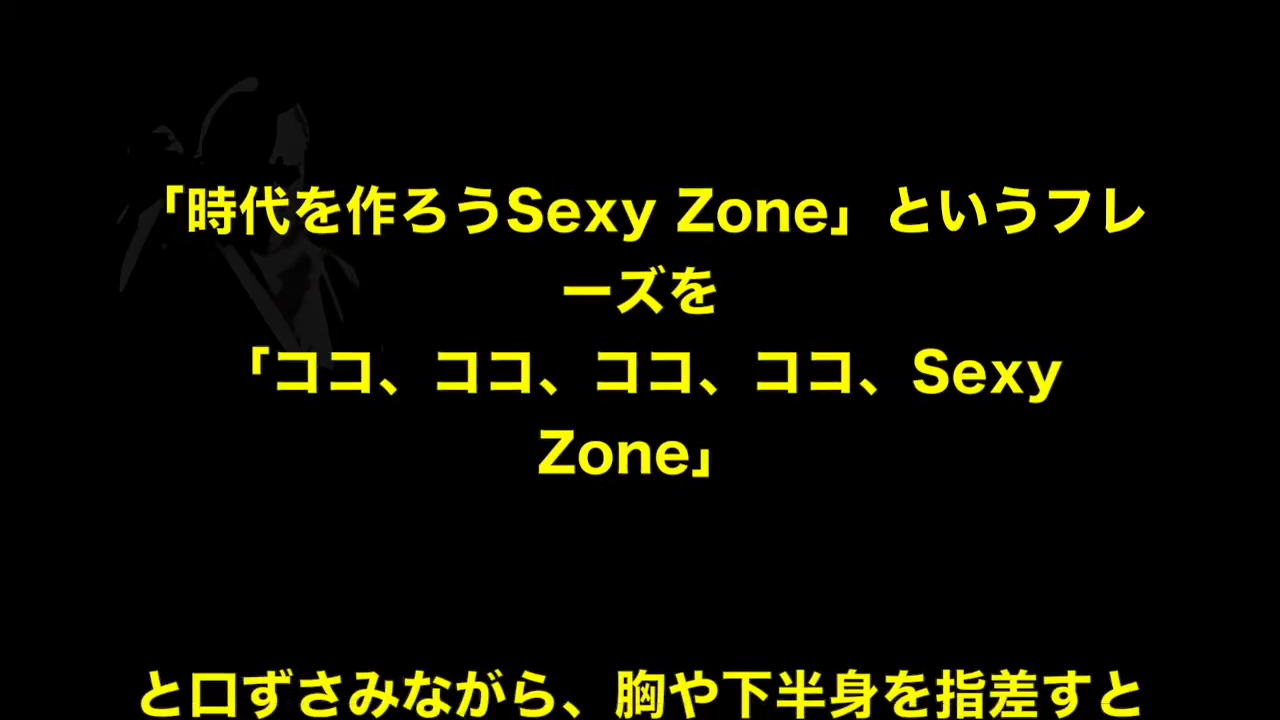 「時代を作ろうSexy Zone」というフレ
ーズを
「ココ、ココ、ココ、ココ、Sexy
Zone」
と口ずさみながら、胸や下半身を指差すと